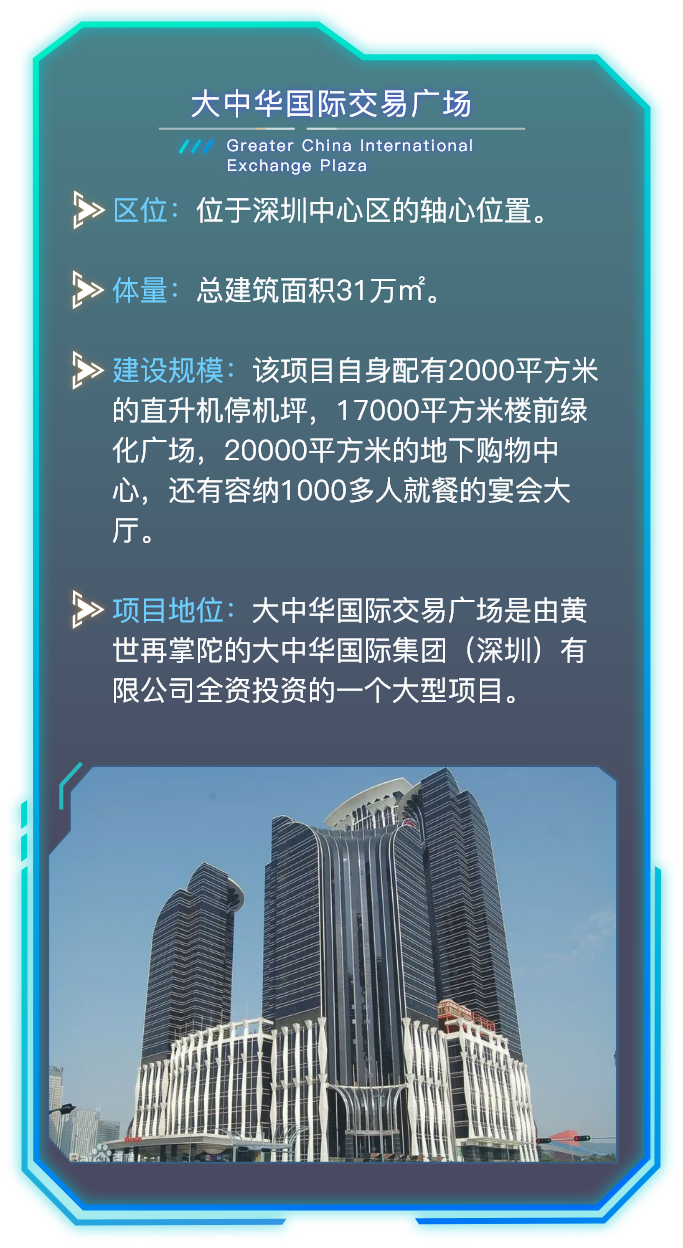 大中华国际交易广场
Greater China International
Exchange Plaza
区位：位于深圳中心区的轴心位置。
体量：总建筑面积31万㎡。
建设规模：该项目自身配有2000平方米
的直升机停机坪，17000平方米楼前绿
化广场，20000平方米的地下购物中
心，还有容纳1000多人就餐的宴会大
厅。
项目地位：大中华国际交易广场是由黄
世再掌陀的大中华国际集团（深圳）有
限公司全资投资的一个大型项目。